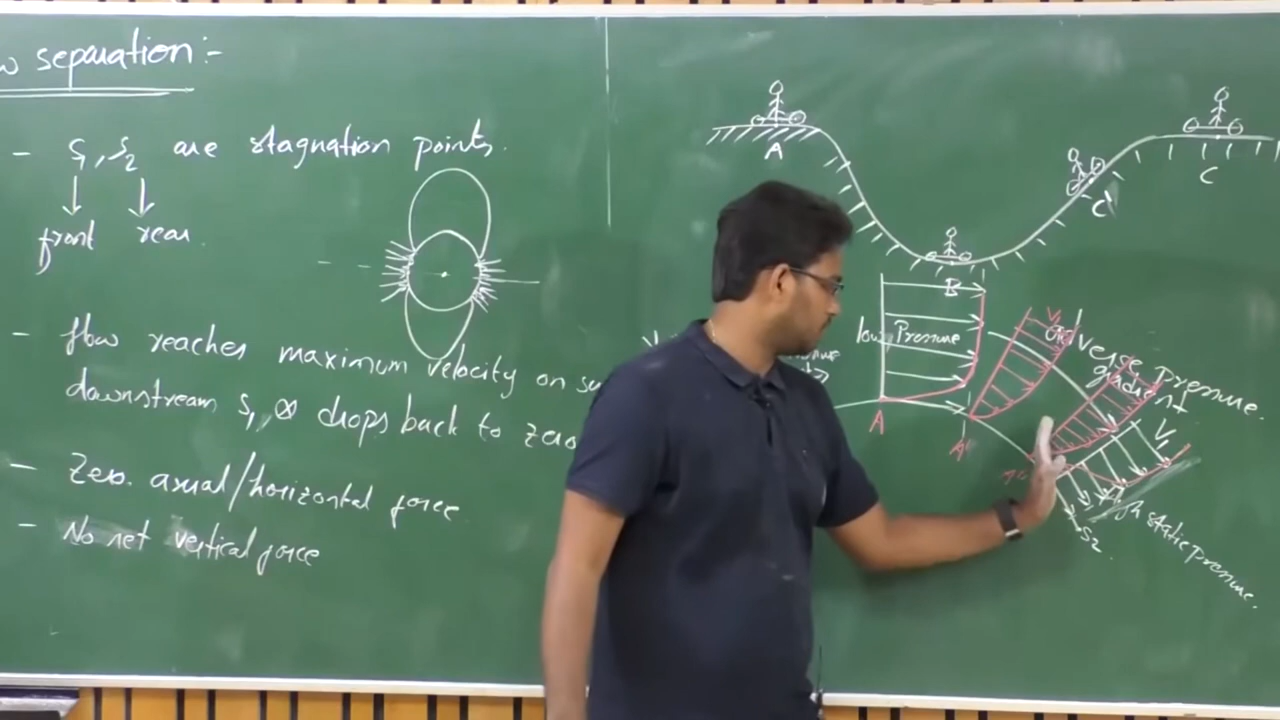 separation:-
- S1, S2 are stagnation points.
front rear.
- flow reaches maximum velocity on
downstream S1, & drops back to zero
- Zero. axial/horizontal force
- No net vertical force
A
C
C'
B
low Pressure
adverse pressure.
gradient
V
V
A
A'
S2
static pressure.